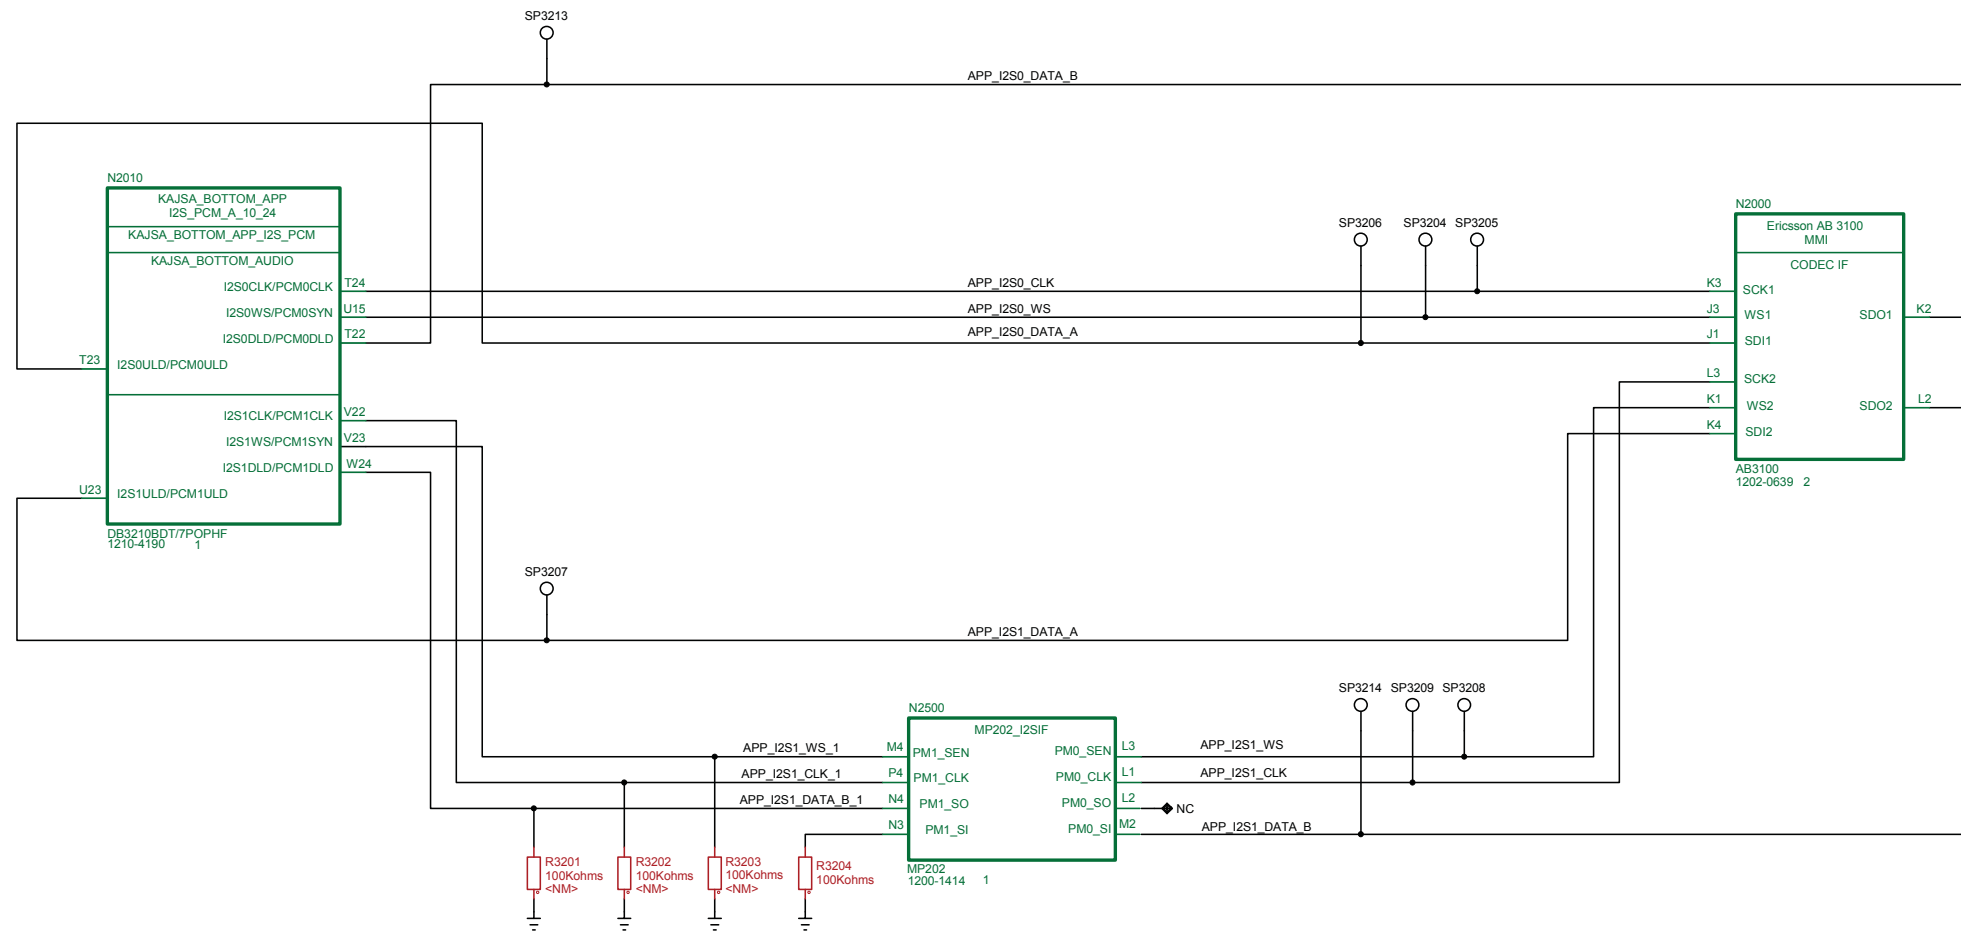 SP3213
APP_I2S0_DATA_B
N2010
KAJSA_BOTTOM_APP
I2S_PCM_A_10_24
KAJSA_BOTTOM_APP_I2S_PCM
KAJSA_BOTTOM_AUDIO
I2S0CLK/PCM0CLK T24
I2S0WS/PCM0SYN U15
I2S0DLD/PCM0DLD T22
T23 I2S0ULD/PCM0ULD
I2S1CLK/PCM1CLK V22
I2S1WS/PCM1SYN V23
I2S1DLD/PCM1DLD W24
U23 I2S1ULD/PCM1ULD
DB3210BDT/7POPHF
1210-4190 1
SP3206 SP3204 SP3205
APP_I2S0_CLK
APP_I2S0_WS
APP_I2S0_DATA_A
N2000
Ericsson AB 3100
MMI
CODEC IF
K3 SCK1
J3 WS1 SDO1 K2
J1 SDI1
L3 SCK2
K1 WS2 SDO2 L2
K4 SDI2
AB3100
1202-0639 2
SP3207
APP_I2S1_DATA_A
SP3214 SP3209 SP3208
N2500
MP202_I2SIF
APP_I2S1_WS_1 M4 PM1_SEN PM0_SEN L3 APP_I2S1_WS
APP_I2S1_CLK_1 P4 PM1_CLK PM0_CLK L1 APP_I2S1_CLK
APP_I2S1_DATA_B_1 N4 PM1_SO PM0_SO L2 NC
N3 PM1_SI PM0_SI M2 APP_I2S1_DATA_B
MP202
1200-1414 1
R3201
100Kohms
<NM>
R3202
100Kohms
<NM>
R3203
100Kohms
<NM>
R3204
100Kohms